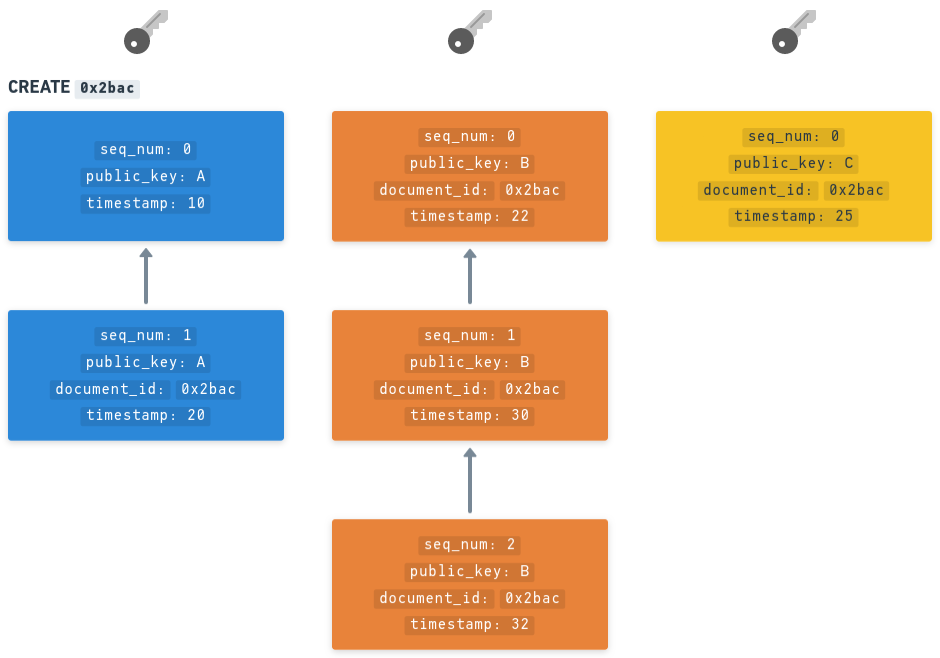 CREATE 0x2bac
seq_num: 0
public_key: A
timestamp: 10
seq_num: 1
public_key: A
document_id: 0x2bac
timestamp: 20
seq_num: 0
public_key: B
document_id: 0x2bac
timestamp: 22
seq_num: 1
public_key: B
document_id: 0x2bac
timestamp: 30
seq_num: 2
public_key: B
document_id: 0x2bac
timestamp: 32
seq_num: 0
public_key: C
document_id: 0x2bac
timestamp: 25